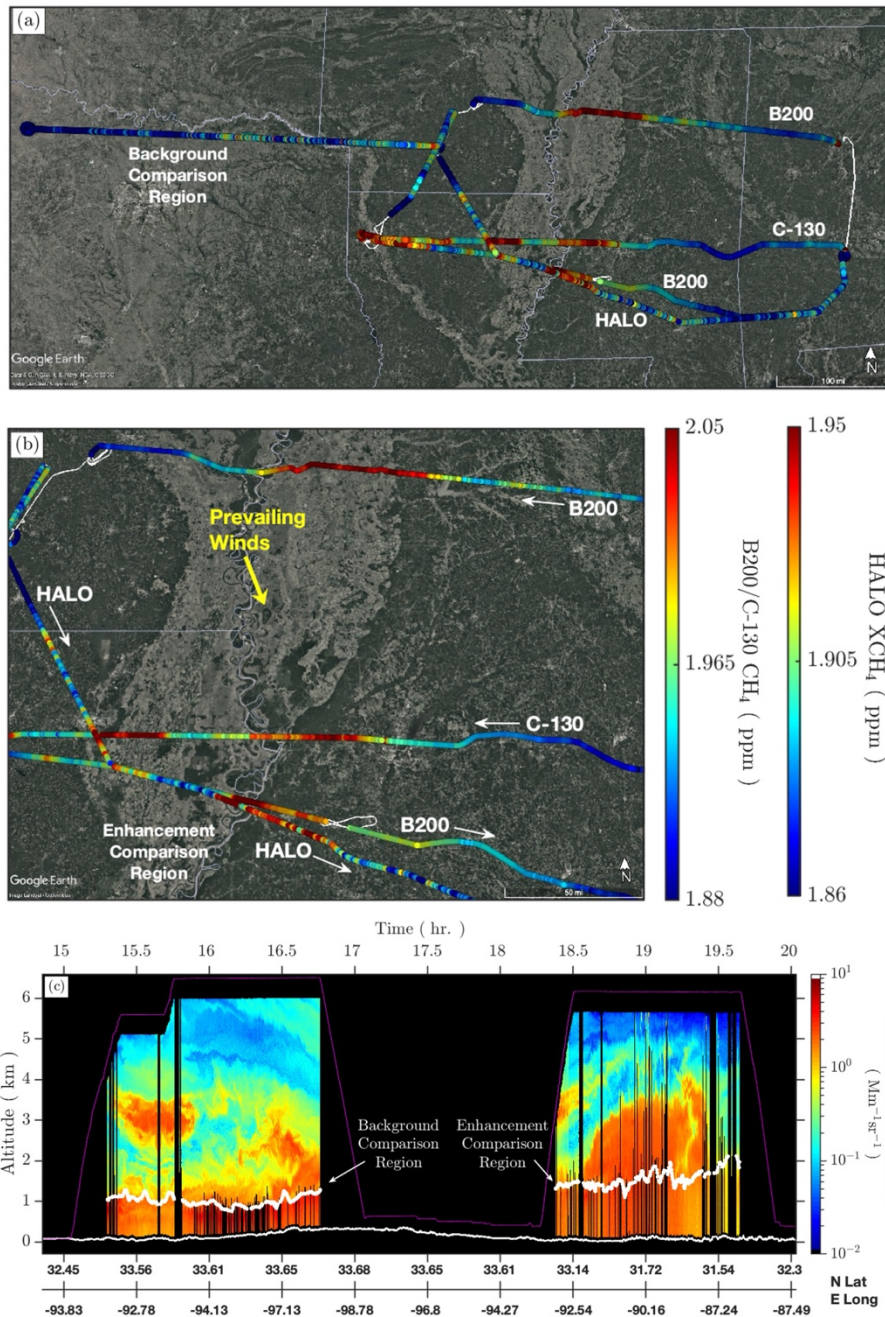 (a)
B200
Background
Comparison
Region
C-130
B200
HALO
Google Earth
N
100 mi
(b)
B200
Prevailing
Winds
HALO
C-130
Enhancement
Comparison
Region
B200
HALO
Google Earth
N
50 mi
2.05
1.965
1.88
B200/C-130 CH₄ ( ppm )
1.95
1.905
1.86
HALO XCH₄ ( ppm )
Time ( hr. )
15 15.5 16 16.5 17 17.5 18 18.5 19 19.5 20
(c)
6
5
4
3
2
1
0
Altitude ( km )
Background
Comparison
Region
Enhancement
Comparison
Region
10¹
10⁰
10⁻¹
10⁻²
( Mm⁻¹sr⁻¹ )
32.45 33.56 33.61 33.65 33.68 33.65 33.61 33.14 31.72 31.54 32.3
N Lat
E Long
-93.83 -92.78 -94.13 -97.13 -98.78 -96.8 -94.27 -92.54 -90.16 -87.24 -87.49